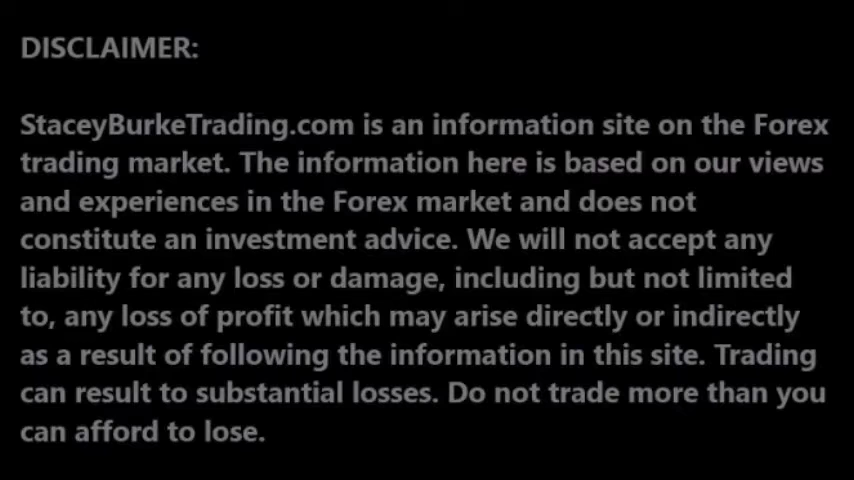 DISCLAIMER:
StaceyBurkeTrading.com is an information site on the Forex
trading market. The information here is based on our views
and experiences in the Forex market and does not
constitute an investment advice. We will not accept any
liability for any loss or damage, including but not limited
to, any loss of profit which may arise directly or indirectly
as a result of following the information in this site. Trading
can result to substantial losses. Do not trade more than you
can afford to lose.